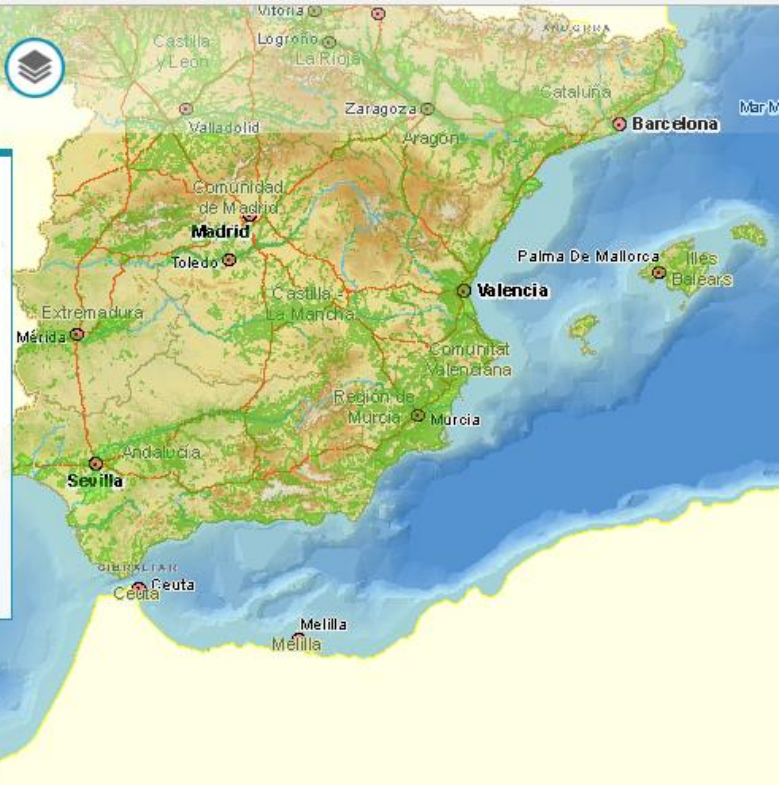 Vitoria
ANDORRA
Castilla
y León
Logroño
La Rioja
Cataluña
Zaragoza
Mar M
Valladolid
Barcelona
Aragón
Comunidad
de Madrid
Madrid
Toledo
Palma De Mallorca
Illes
Balears
Castilla -
La Mancha
Valencia
Extremadura
Mérida
Comunitat
Valenciana
Región de
Murcia
Murcia
Andalucía
Sevilla
GIBRALTAR
Ceuta
Ceuta
Melilla
Melilla